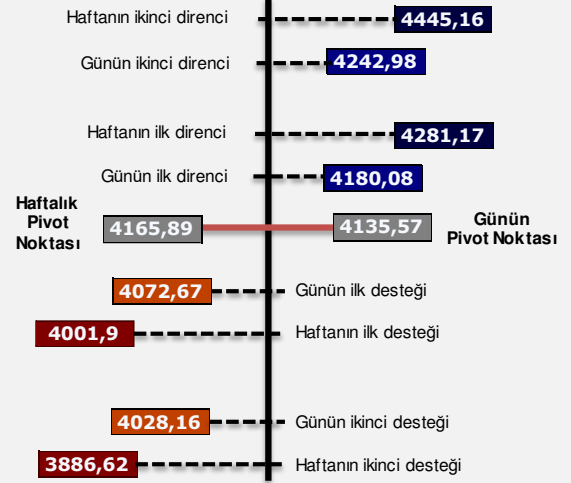 Haftanın ikinci direnci
4445,16
Günün ikinci direnci
4242,98
Haftanın ilk direnci
4281,17
Günün ilk direnci
4180,08
Haftalık
Pivot
Noktası
4165,89
4135,57
Günün
Pivot Noktası
4072,67
Günün ilk desteği
4001,9
Haftanın ilk desteği
4028,16
Günün ikinci desteği
3886,62
Haftanın ikinci desteği